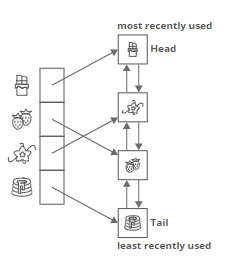 most recently used
Head
Tail
least recently used